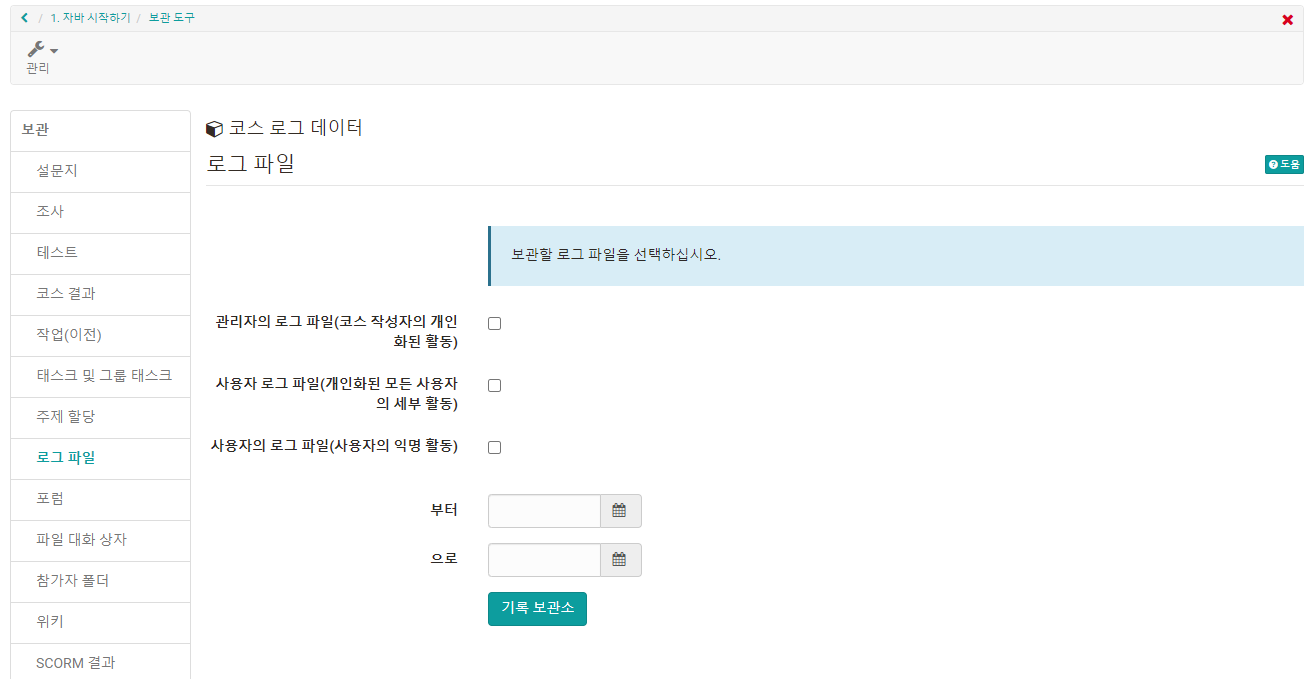 / 1. 자바 시작하기 / 보관 도구
관리
보관
설문지
조사
테스트
코스 결과
작업(이전)
태스크 및 그룹 태스크
주제 할당
로그 파일
포럼
파일 대화 상자
참가자 폴더
위키
SCORM 결과
코스 로그 데이터
로그 파일
도움
보관할 로그 파일을 선택하십시오.
관리자의 로그 파일(코스 작성자의 개인
화된 활동)
사용자 로그 파일(개인화된 모든 사용자
의 세부 활동)
사용자의 로그 파일(사용자의 익명 활동)
부터
으로
기록 보관소